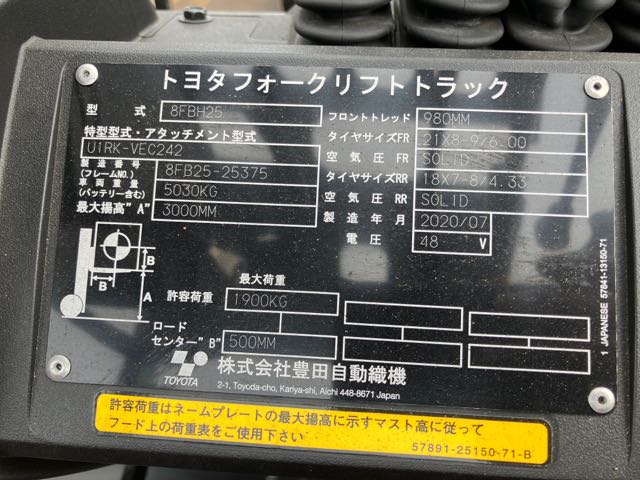 トヨタフォークリフトトラック
型式 8FBH25
特型型式・アタッチメント型式
U1RK-VEC242
製造番号
(フレームNO.) 8FB25-25375
車両重量
(バッテリー含む) 5030KG
最大揚高"A" 3000MM
フロントトレッド 980MM
タイヤサイズFR 21X8-9/6.00
空気圧FR SOLID
タイヤサイズRR 18X7-8/4.33
空気圧RR SOLID
製造年月 2020/07
電圧 48 V
B
B
A
最大荷重
許容荷重 1900KG
ロード
センター"B" 500MM
TOYOTA
株式会社豊田自動織機
2-1, Toyoda-cho, Kariya-shi, Aichi 448-8671 Japan
1 JAPANESE 57841-13150-71
許容荷重はネームプレートの最大揚高に示すマスト高に従って
フード上の荷重表をご使用下さい
57891-25150-71-B